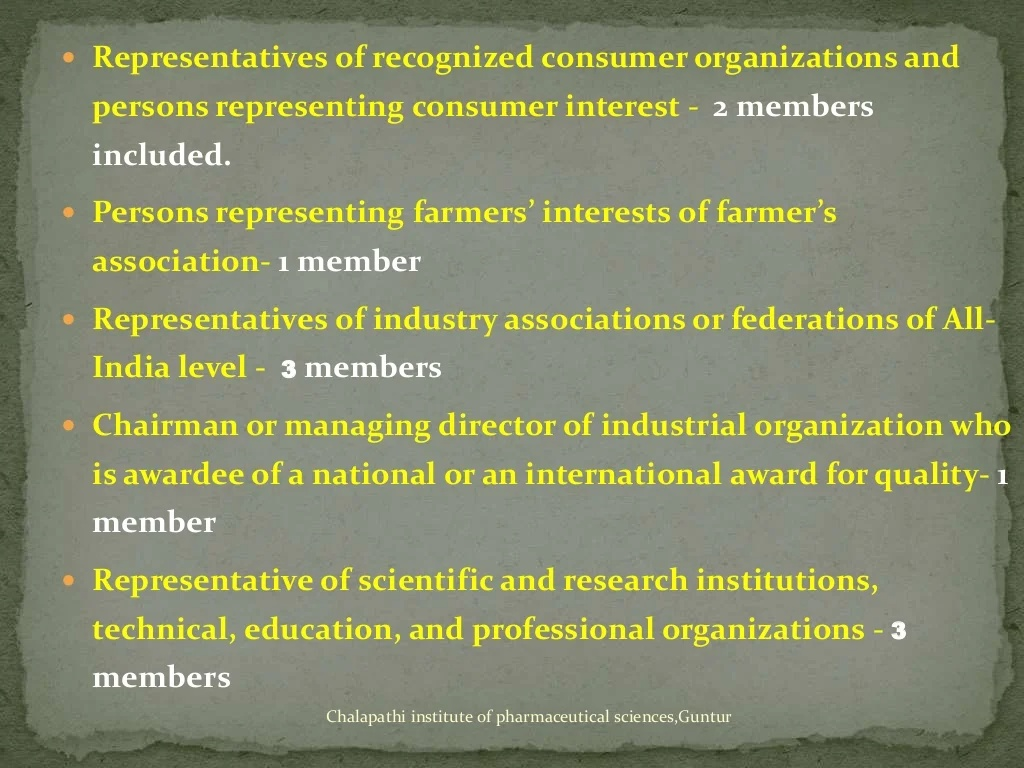 • Representatives of recognized consumer organizations and
persons representing consumer interest - 2 members
included.
• Persons representing farmers’ interests of farmer’s
association- 1 member
• Representatives of industry associations or federations of All-
India level - 3 members
• Chairman or managing director of industrial organization who
is awardee of a national or an international award for quality- 1
member
• Representative of scientific and research institutions,
technical, education, and professional organizations - 3
members
Chalapathi institute of pharmaceutical sciences,Guntur